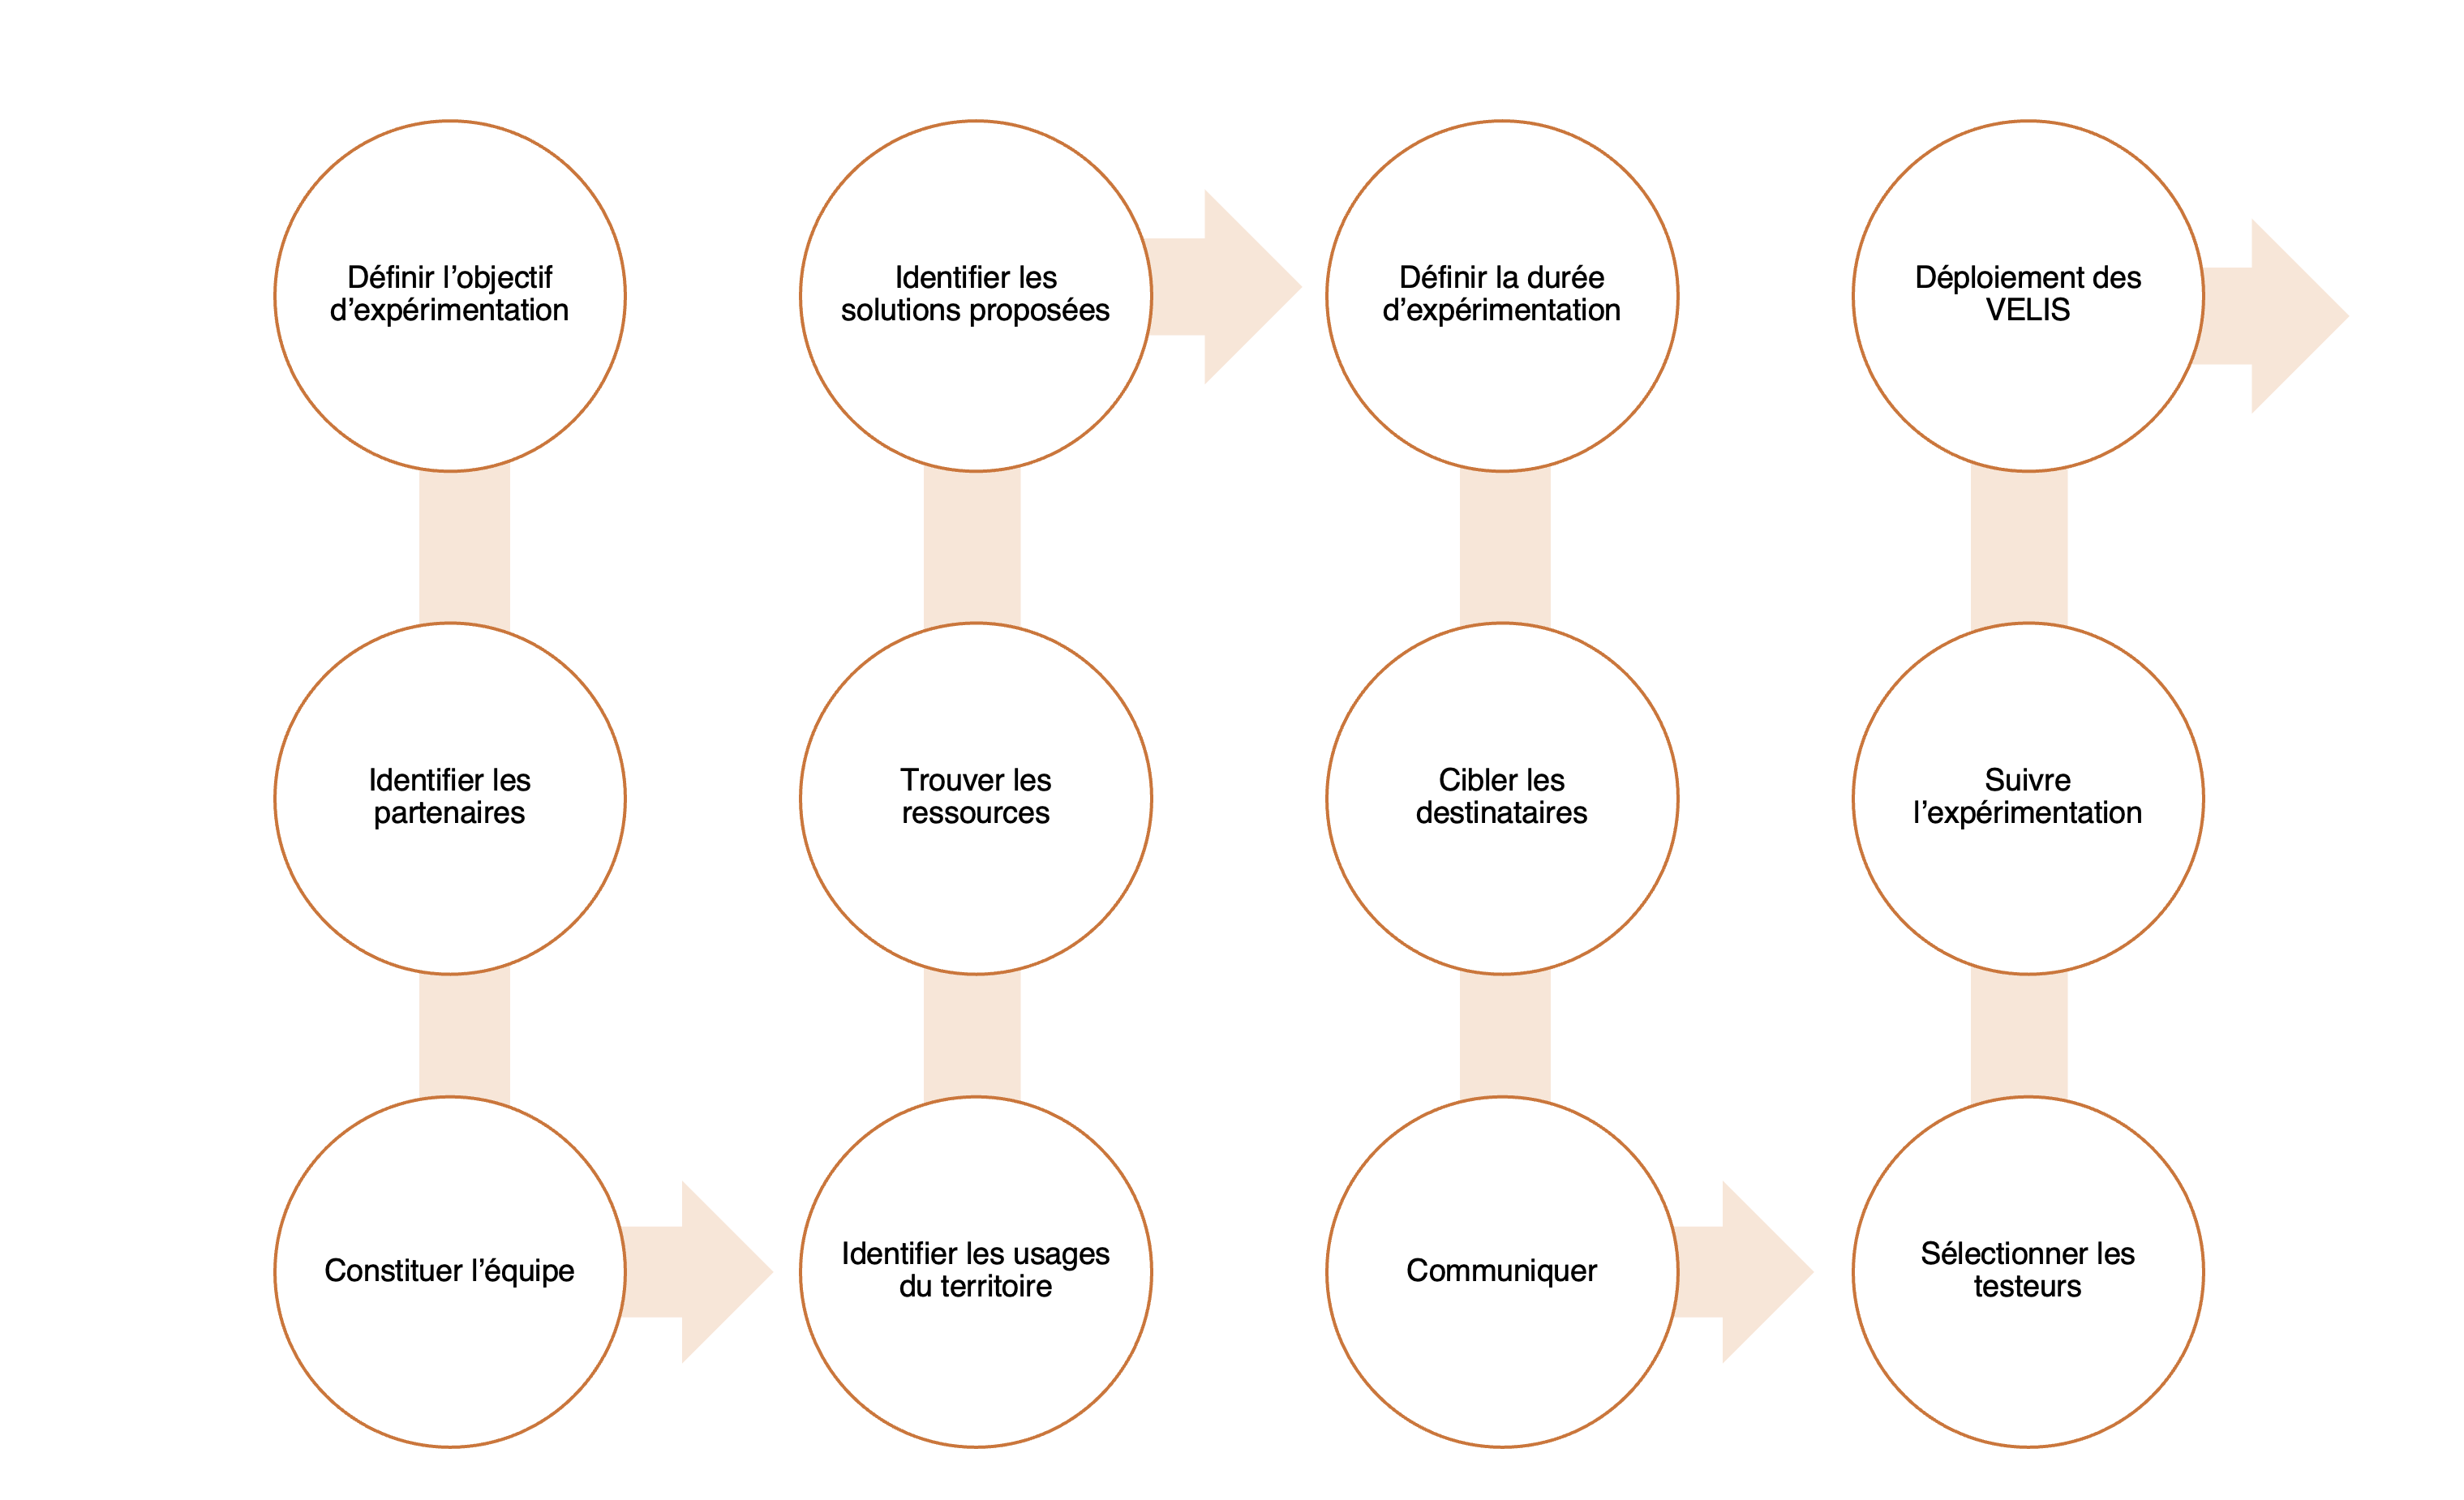 Définir l’objectif
d’expérimentation
Identifier les
partenaires
Constituer l’équipe
Identifier les usages
du territoire
Trouver les
ressources
Identifier les
solutions proposées
Définir la durée
d’expérimentation
Cibler les
destinataires
Communiquer
Sélectionner les
testeurs
Suivre
l’expérimentation
Déploiement des
VELIS